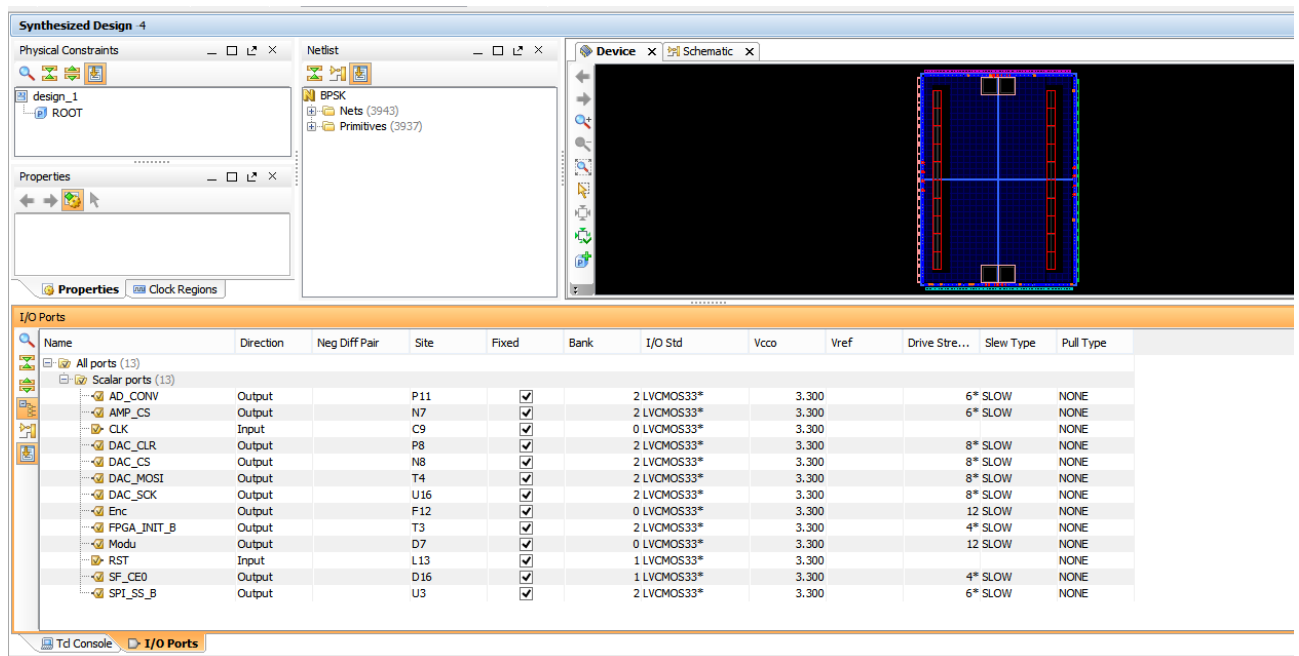 Synthesized Design -4
Physical Constraints
Netlist
Device
Schematic
design_1
ROOT
BPSK
Nets (3943)
Primitives (3937)
Properties
Properties
Clock Regions
I/O Ports
Name Direction Neg Diff Pair Site Fixed Bank I/O Std Vcco Vref Drive Stre... Slew Type Pull Type
All ports (13)
Scalar ports (13)
AD_CONV Output P11 2 LVCMOS33* 3.300 6* SLOW NONE
AMP_CS Output N7 2 LVCMOS33* 3.300 6* SLOW NONE
CLK Input C9 0 LVCMOS33* 3.300 NONE
DAC_CLR Output P8 2 LVCMOS33* 3.300 8* SLOW NONE
DAC_CS Output N8 2 LVCMOS33* 3.300 8* SLOW NONE
DAC_MOSI Output T4 2 LVCMOS33* 3.300 8* SLOW NONE
DAC_SCK Output U16 2 LVCMOS33* 3.300 8* SLOW NONE
Enc Output F12 0 LVCMOS33* 3.300 12 SLOW NONE
FPGA_INIT_B Output T3 2 LVCMOS33* 3.300 4* SLOW NONE
Modu Output D7 0 LVCMOS33* 3.300 12 SLOW NONE
RST Input L13 1 LVCMOS33* 3.300 NONE
SF_CE0 Output D16 1 LVCMOS33* 3.300 4* SLOW NONE
SPI_SS_B Output U3 2 LVCMOS33* 3.300 6* SLOW NONE
Tcl Console
I/O Ports